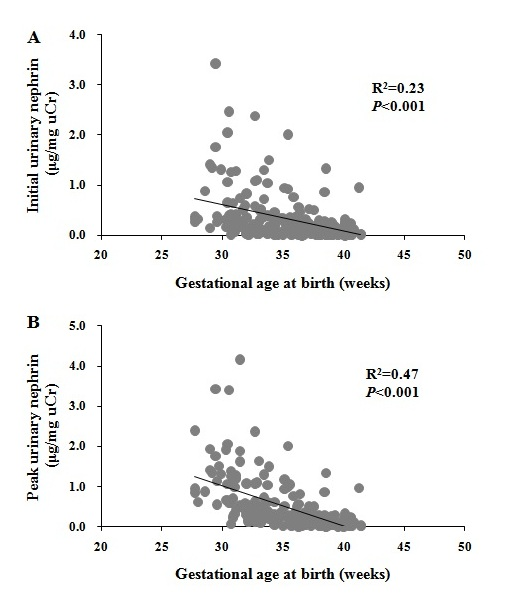 A
Initial urinary nephrin
(μg/mg uCr)
4.0
3.0
2.0
1.0
0.0
R²=0.23
P<0.001
20 25 30 35 40 45 50
Gestational age at birth (weeks)
B
Peak urinary nephrin
(μg/mg uCr)
5.0
4.0
3.0
2.0
1.0
0.0
R²=0.47
P<0.001
20 25 30 35 40 45 50
Gestational age at birth (weeks)